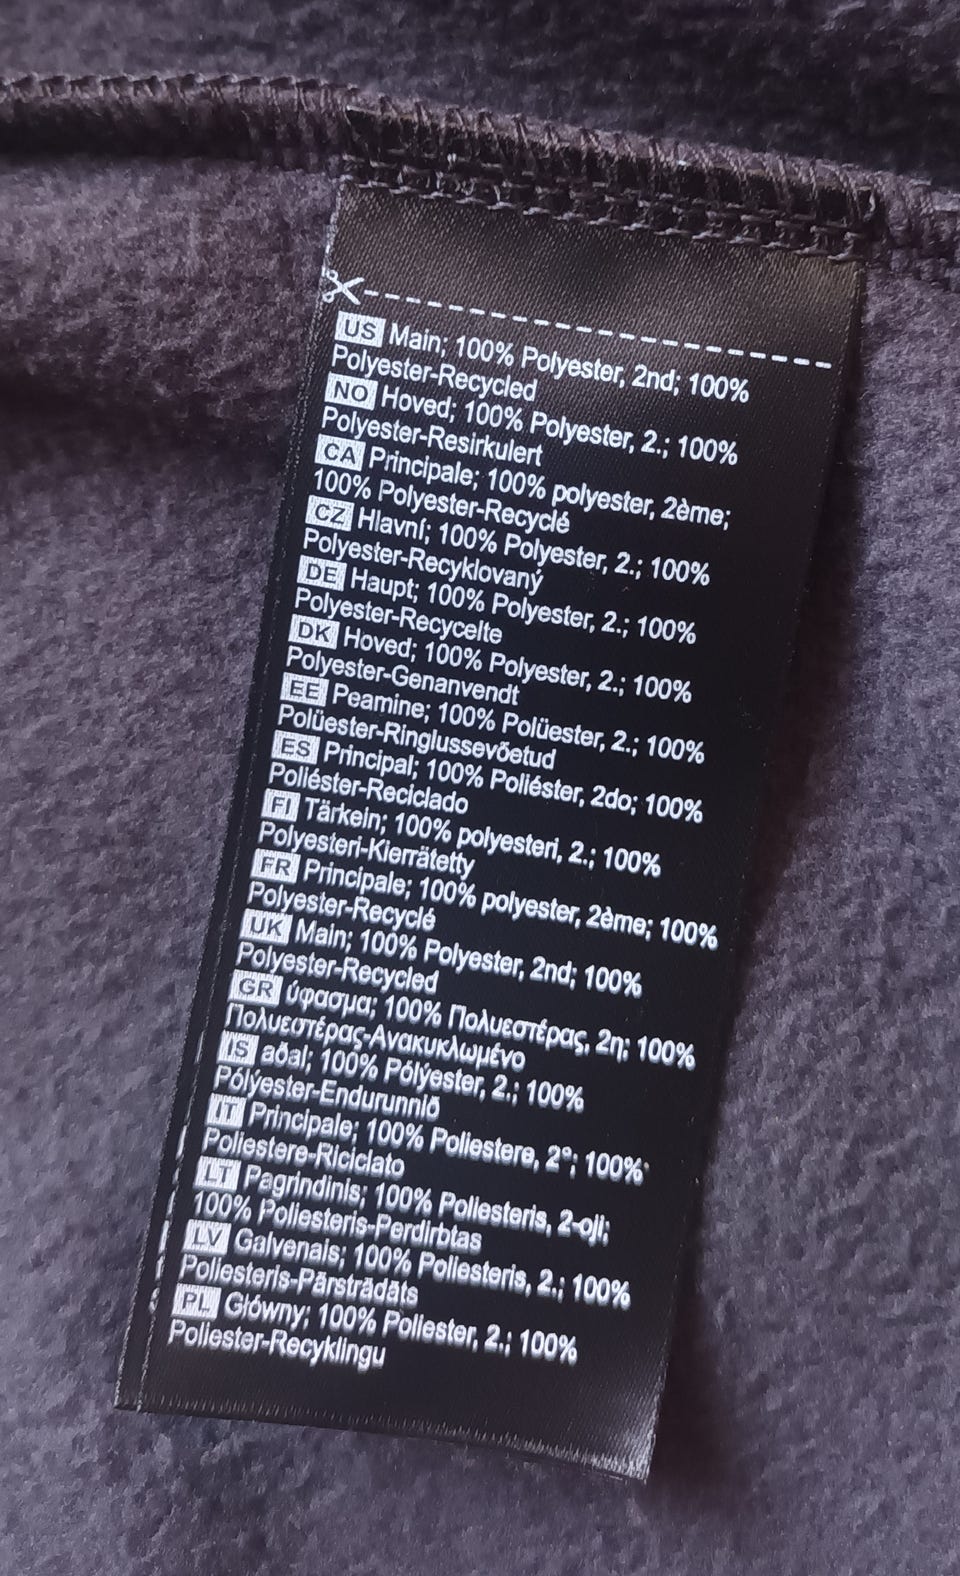 US Main; 100% Polyester, 2nd; 100%
Polyester-Recycled
NO Hoved; 100% Polyester, 2.; 100%
Polyester-Resirkulert
CA Principale; 100% polyester, 2ème;
100% Polyester-Recyclé
CZ Hlavní; 100% Polyester, 2.; 100%
Polyester-Recyklovaný
DE Haupt; 100% Polyester, 2.; 100%
Polyester-Recycelte
DK Hoved; 100% Polyester, 2.; 100%
Polyester-Genanvendt
EE Peamine; 100% Polüester, 2.; 100%
Polüester-Ringlussevõetud
ES Principal; 100% Poliéster, 2do; 100%
Poliéster-Reciclado
FI Tärkein; 100% polyesteri, 2.; 100%
Polyesteri-Kierrätetty
FR Principale; 100% polyester, 2ème; 100%
Polyester-Recyclé
UK Main; 100% Polyester, 2nd; 100%
Polyester-Recycled
GR ύφασμα; 100% Πολυεστέρας, 2η; 100%
Πολυεστέρας-Ανακυκλωμένο
IS aðal; 100% Pólýester, 2.; 100%
Pólýester-Endurunnið
IT Principale; 100% Poliestere, 2°; 100%
Poliestere-Riciclato
LT Pagrindinis; 100% Poliesteris, 2-oji;
100% Poliesteris-Perdirbtas
LV Galvenais; 100% Poliesteris, 2.; 100%
Poliesteris-Pārstrādāts
PL Główny; 100% Poliester, 2.; 100%
Poliester-Recyklingu